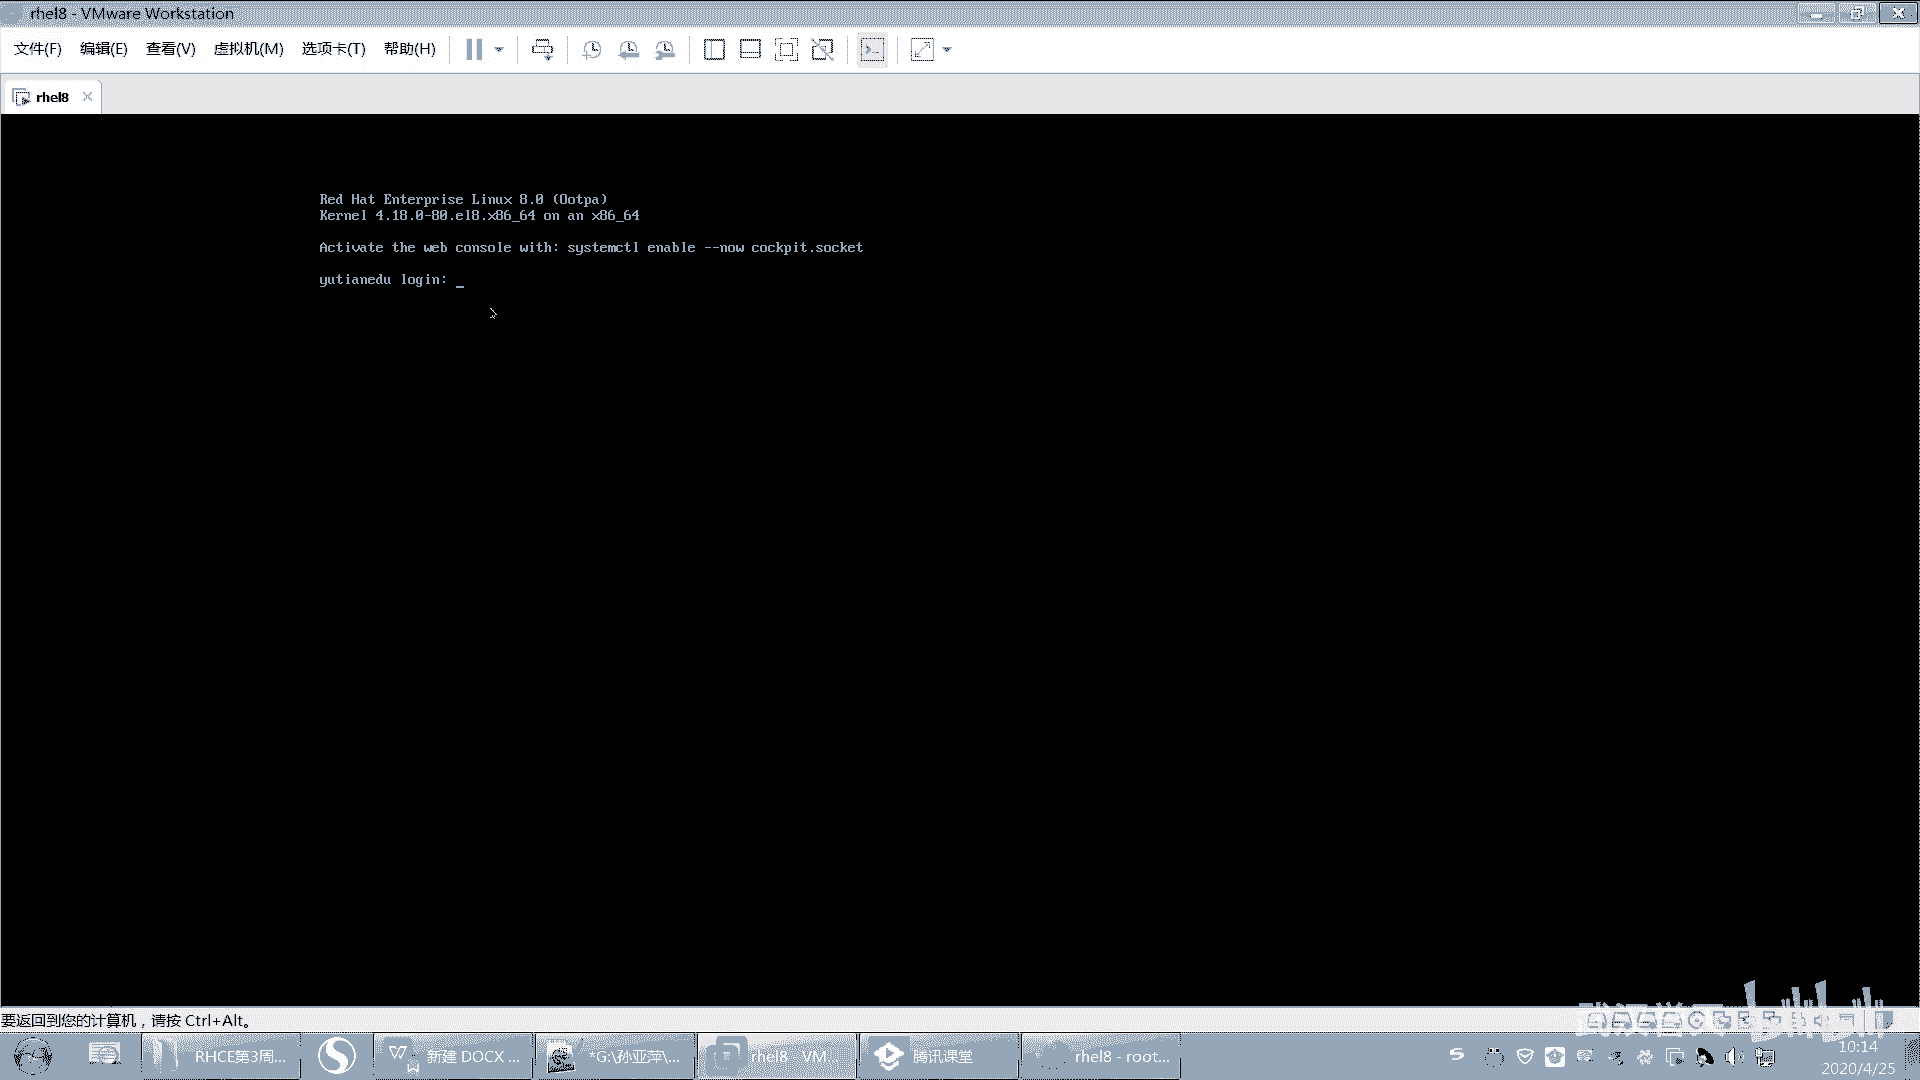 rhel8 - VMware Workstation
文件(F) 编辑(E) 查看(V) 虚拟机(M) 选项卡(T) 帮助(H)
rhel8
Red Hat Enterprise Linux 8.0 (Ootpa)
Kernel 4.18.0-80.el8.x86_64 on an x86_64
Activate the web console with: systemctl enable --now cockpit.socket
yutianedu login: _
要返回到您的计算机，请按 Ctrl+Alt。
bilibili
RHCE第3周... 新建 DOCX ... *G:\孙亚萍\... rhel8 - VM... 腾讯课堂 rhel8 - root...
10:14
2020/4/25